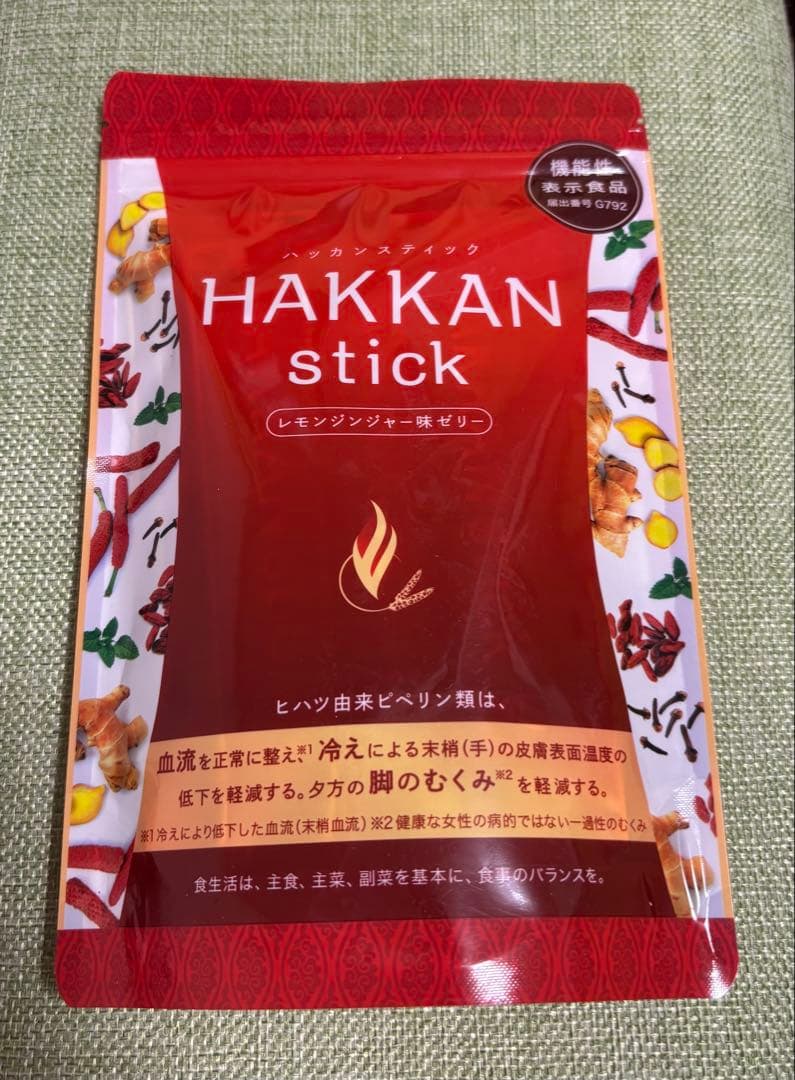 機能性
表示食品
届出番号 G792
ハッカンスティック
HAKKAN
stick
レモンジンジャー味ゼリー
ヒハツ由来ピペリン類は、
血流を正常に整え、※1 冷えによる末梢(手)の皮膚表面温度の
低下を軽減する。夕方の脚のむくみ※2を軽減する。
※1 冷えにより低下した血流(末梢血流) ※2 健康な女性の病的ではない一過性のむくみ
食生活は、主食、主菜、副菜を基本に、食事のバランスを。